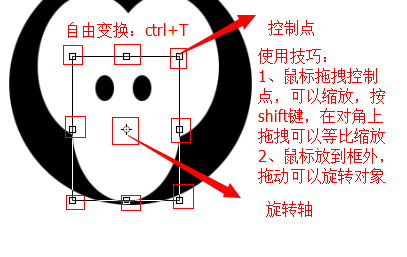 自由变换：ctrl+T
控制点
使用技巧：
1、鼠标拖拽控制
点，可以缩放，按
shift键，在对角上
拖拽可以等比缩放
2、鼠标放到框外，
拖动可以旋转对象
旋转轴